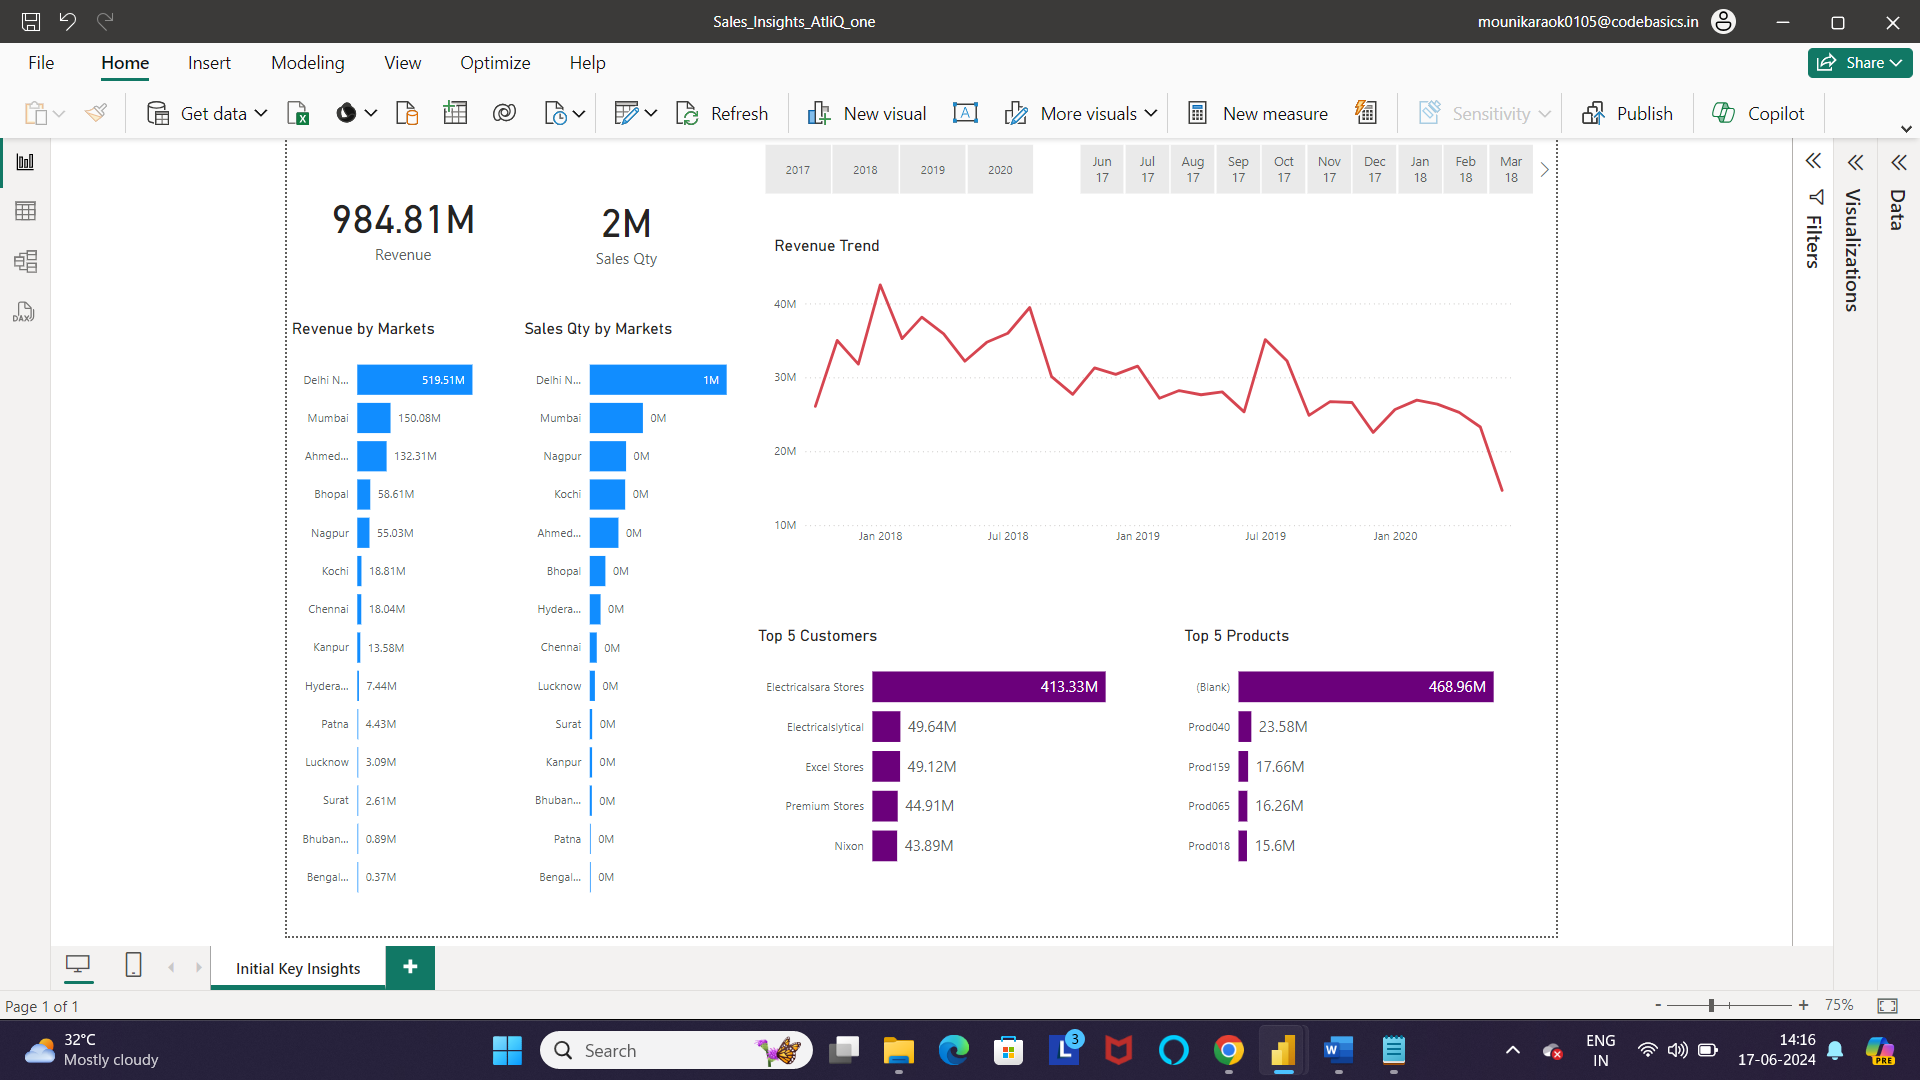 Sales_Insights_AtliQ_one
mounikaraok0105@codebasics.in
File
Home
Insert
Modeling
View
Optimize
Help
Share
Get data
Refresh
New visual
More visuals
New measure
Sensitivity
Publish
Copilot
2017
2018
2019
2020
Jun 17
Jul 17
Aug 17
Sep 17
Oct 17
Nov 17
Dec 17
Jan 18
Feb 18
Mar 18
Filters
Visualizations
Data
984.81M
Revenue
2M
Sales Qty
Revenue by Markets
Delhi N... 519.51M
Mumbai 150.08M
Ahmed... 132.31M
Bhopal 58.61M
Nagpur 55.03M
Kochi 18.81M
Chennai 18.04M
Kanpur 13.58M
Hydera... 7.44M
Patna 4.43M
Lucknow 3.09M
Surat 2.61M
Bhuban... 0.89M
Bengal... 0.37M
Sales Qty by Markets
Delhi N... 1M
Mumbai 0M
Nagpur 0M
Kochi 0M
Ahmed... 0M
Bhopal 0M
Hydera... 0M
Chennai 0M
Lucknow 0M
Surat 0M
Kanpur 0M
Bhuban... 0M
Patna 0M
Bengal... 0M
Revenue Trend
40M
30M
20M
10M
Jan 2018
Jul 2018
Jan 2019
Jul 2019
Jan 2020
Top 5 Customers
Electricalsara Stores 413.33M
Electricalslytical 49.64M
Excel Stores 49.12M
Premium Stores 44.91M
Nixon 43.89M
Top 5 Products
(Blank) 468.96M
Prod040 23.58M
Prod159 17.66M
Prod065 16.26M
Prod018 15.6M
DAX
Initial Key Insights
+
Page 1 of 1
- + 75%
32°C
Mostly cloudy
Search
L
3
W
ENG
IN
14:16
17-06-2024
PRE